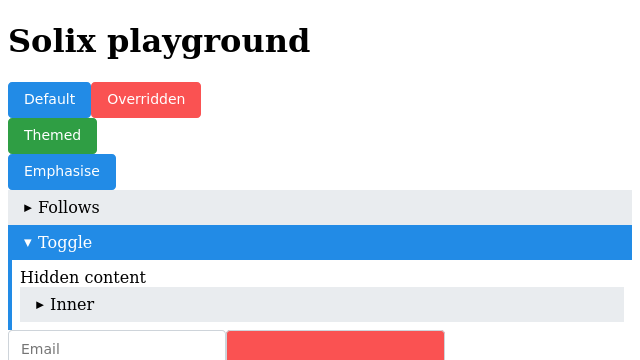 Solix playground
Default Overridden
Themed
Emphasise
▸ Follows
▾ Toggle
Hidden content
▸ Inner
Email